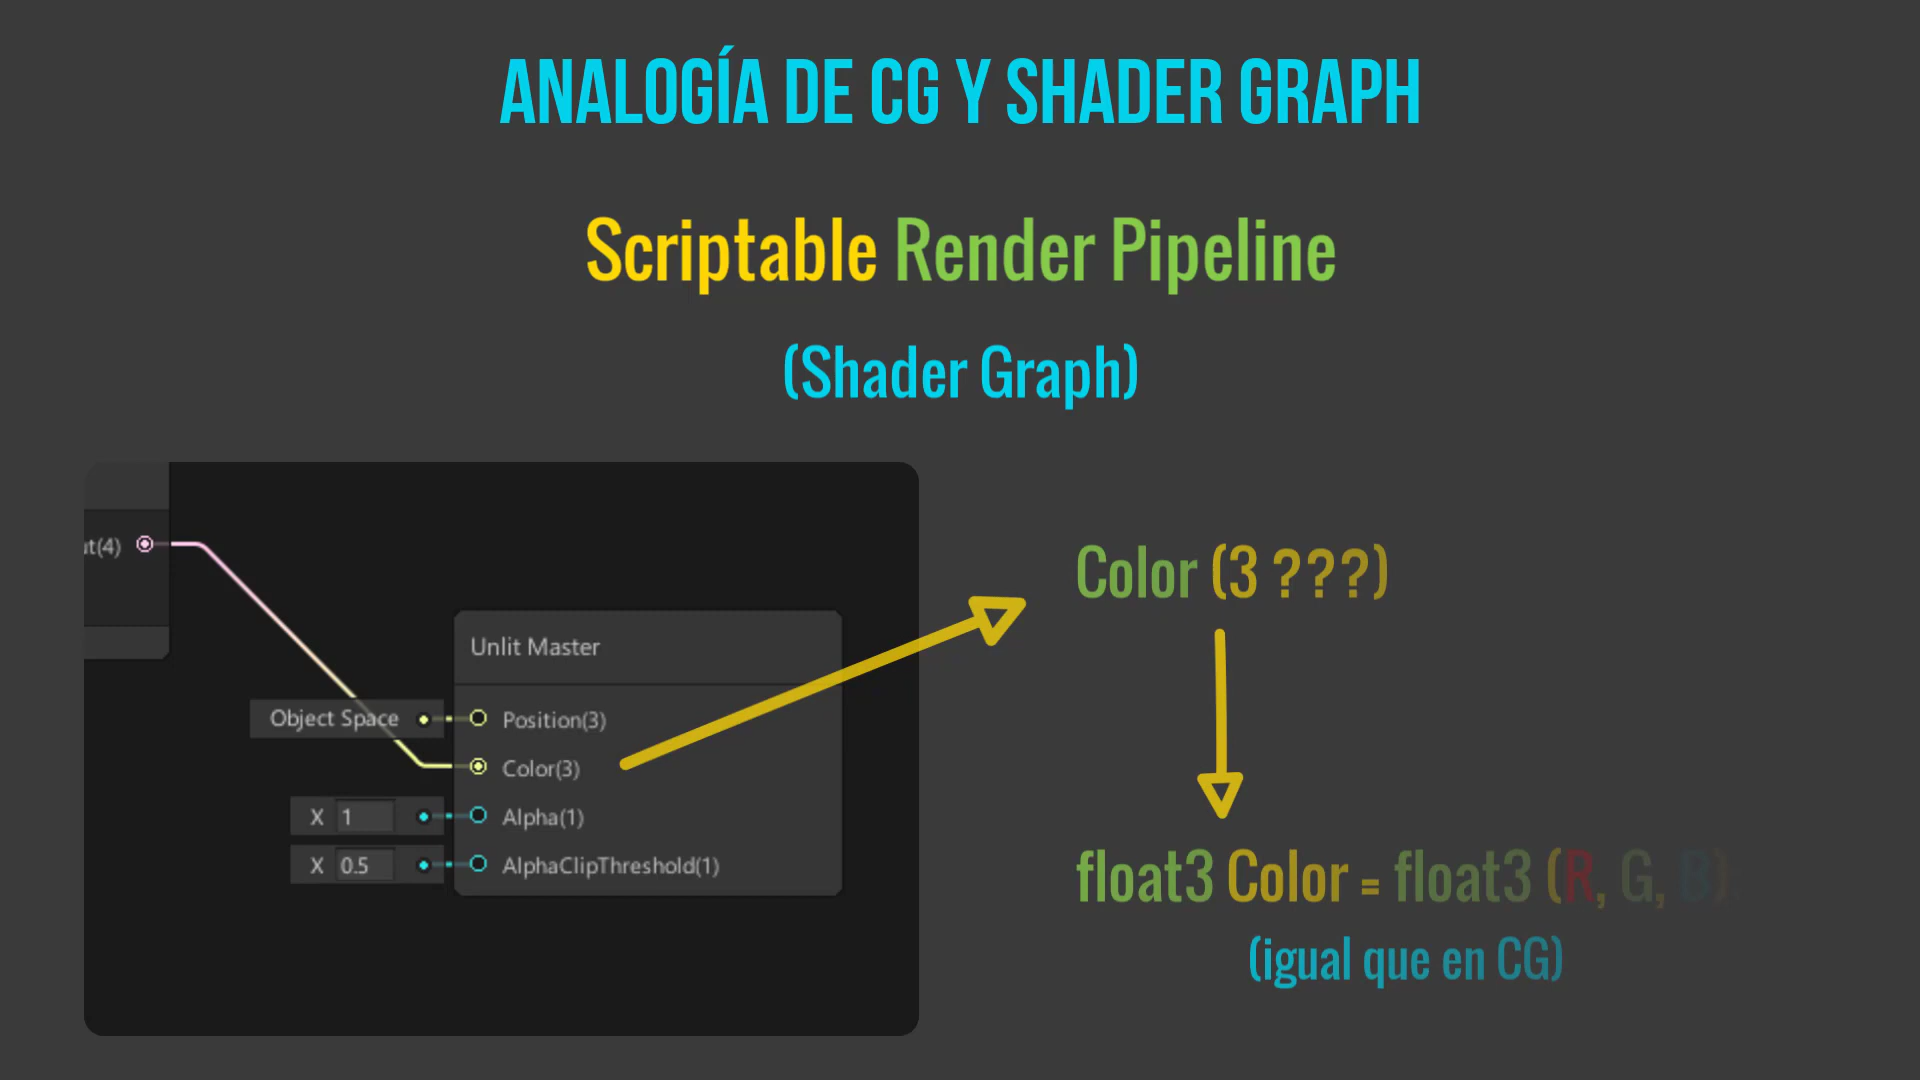 ANALOGÍA DE CG Y SHADER GRAPH
Scriptable Render Pipeline
(Shader Graph)
ut(4)
Unlit Master
Object Space
Position(3)
Color(3)
X 1
Alpha(1)
X 0.5
AlphaClipThreshold(1)
Color (3 ???)
float3 Color = float3 (R, G, B)
(igual que en CG)